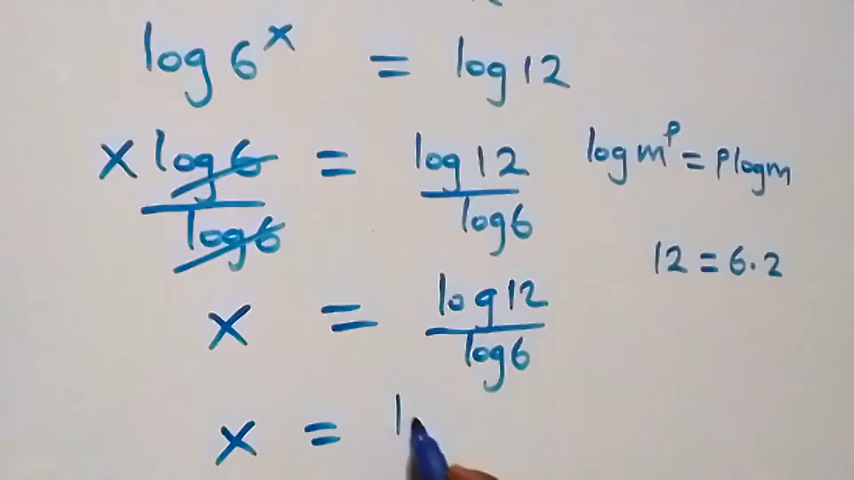 log 6^x = log 12
x log 6 / log 6 = log 12 / log 6
log m^p = p log m
12 = 6 · 2
x = log 12 / log 6
x = l